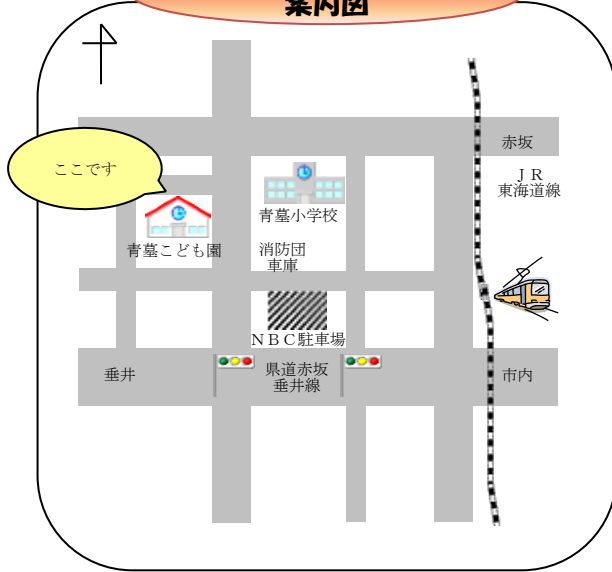 案内図
赤坂
ここです
ＪＲ
東海道線
青墓小学校
青墓こども園
消防団
車庫
ＮＢＣ駐車場
垂井
県道赤坂
垂井線
市内